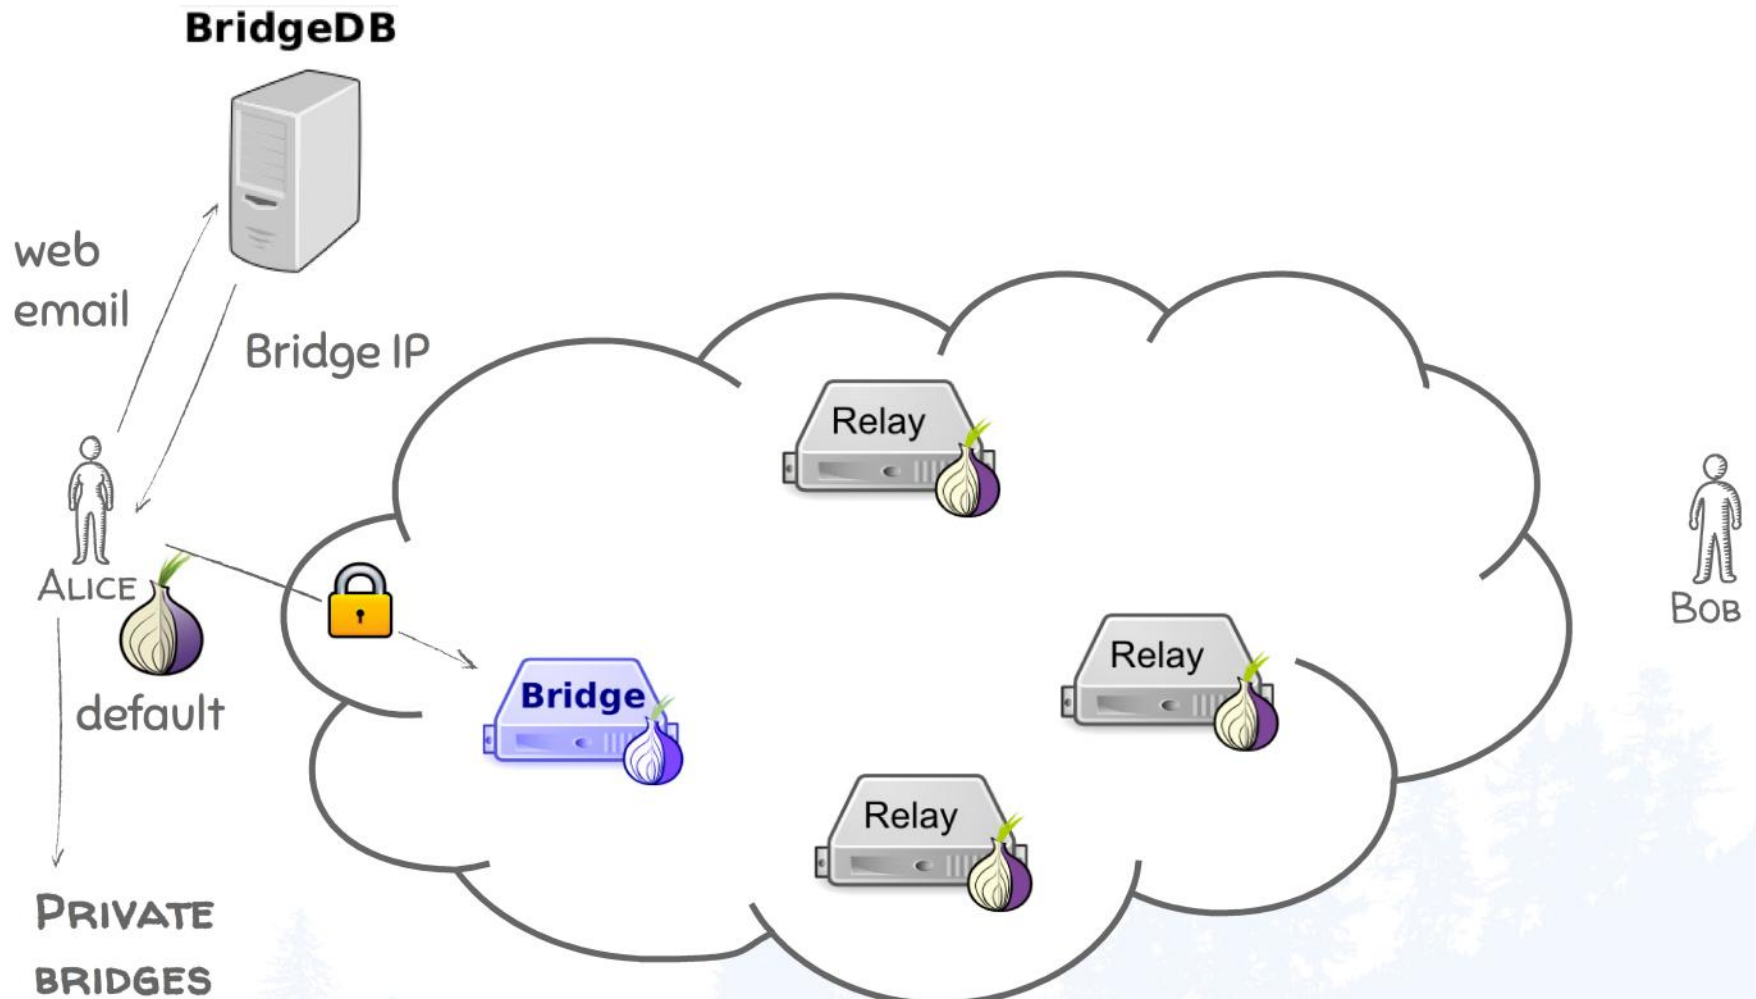 BridgeDB
web
email
Bridge IP
Relay
ALICE
BOB
default
Bridge
Relay
Relay
PRIVATE
BRIDGES